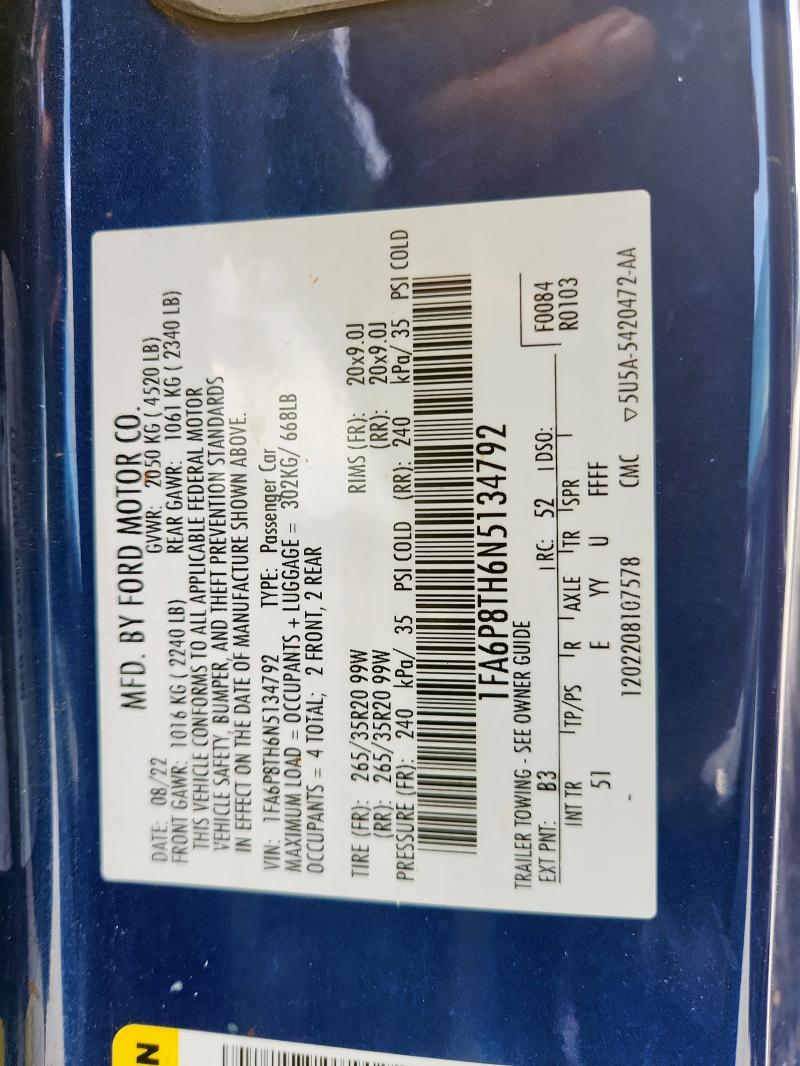 MFD. BY FORD MOTOR CO.
DATE: 08/22 GVWR: 2050 KG ( 4520 LB)
FRONT GAWR: 1016 KG ( 2240 LB) REAR GAWR: 1061 KG ( 2340 LB)
THIS VEHICLE CONFORMS TO ALL APPLICABLE FEDERAL MOTOR
VEHICLE SAFETY, BUMPER, AND THEFT PREVENTION STANDARDS
IN EFFECT ON THE DATE OF MANUFACTURE SHOWN ABOVE.
VIN: 1FA6P8TH6N5134792 TYPE: Passenger Car
MAXIMUM LOAD = OCCUPANTS + LUGGAGE = 302KG/ 668LB
OCCUPANTS = 4 TOTAL; 2 FRONT, 2 REAR
TIRE (FR): 265/35R20 99W RIMS (FR): 20x9.0J
(RR): 265/35R20 99W (RR): 20x9.0J
PRESSURE (FR): 240 kPa/ 35 PSI COLD (RR): 240 kPa/ 35 PSI COLD
1FA6P8TH6N5134792
TRAILER TOWING - SEE OWNER GUIDE F0084
EXT PNT: B3 RC: 52 DSO: R0103
INT TR TP/PS R AXLE TR SPR
51 E YY U FFFF
- 1202208107578 CMC ▽5U5A-5420472-AA
N